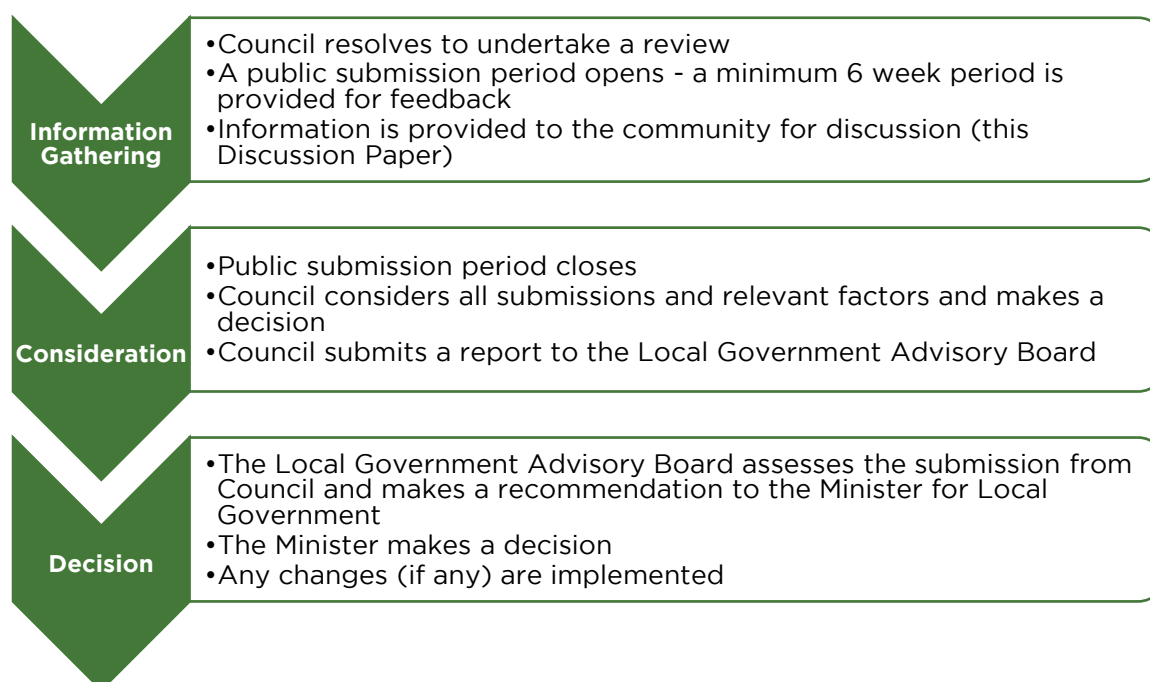 Information
Gathering
•Council resolves to undertake a review
•A public submission period opens - a minimum 6 week period is
provided for feedback
•Information is provided to the community for discussion (this
Discussion Paper)
Consideration
•Public submission period closes
•Council considers all submissions and relevant factors and makes a
decision
•Council submits a report to the Local Government Advisory Board
Decision
•The Local Government Advisory Board assesses the submission from
Council and makes a recommendation to the Minister for Local
Government
•The Minister makes a decision
•Any changes (if any) are implemented